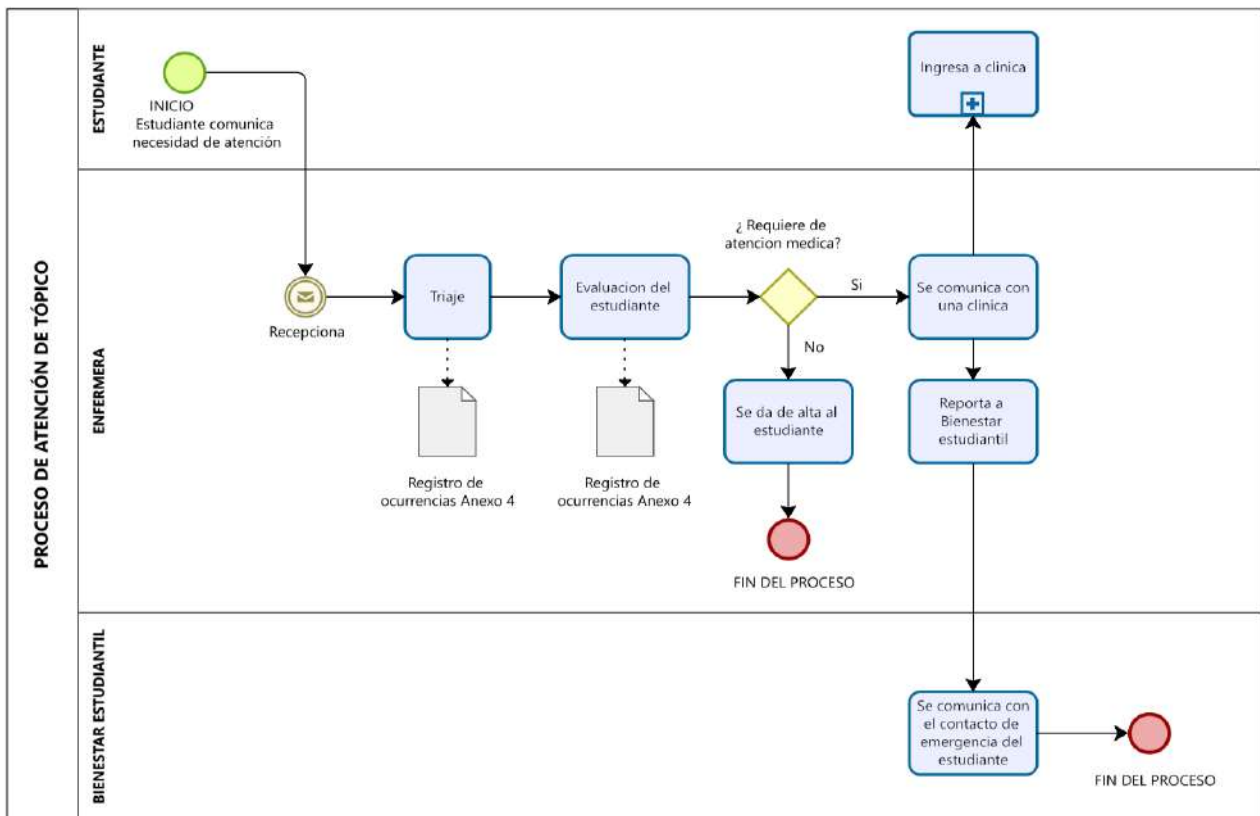 PROCESO DE ATENCIÓN DE TÓPICO
ESTUDIANTE
INICIO
Estudiante comunica
necesidad de atención
Ingresa a clinica
ENFERMERA
Recepciona
Triaje
Registro de
ocurrencias Anexo 4
Evaluacion del
estudiante
Registro de
ocurrencias Anexo 4
¿ Requiere de
atencion medica?
Si
No
Se da de alta al
estudiante
FIN DEL PROCESO
Se comunica con
una clinica
Reporta a
Bienestar
estudiantil
BIENESTAR ESTUDIANTIL
Se comunica con
el contacto de
emergencia del
estudiante
FIN DEL PROCESO